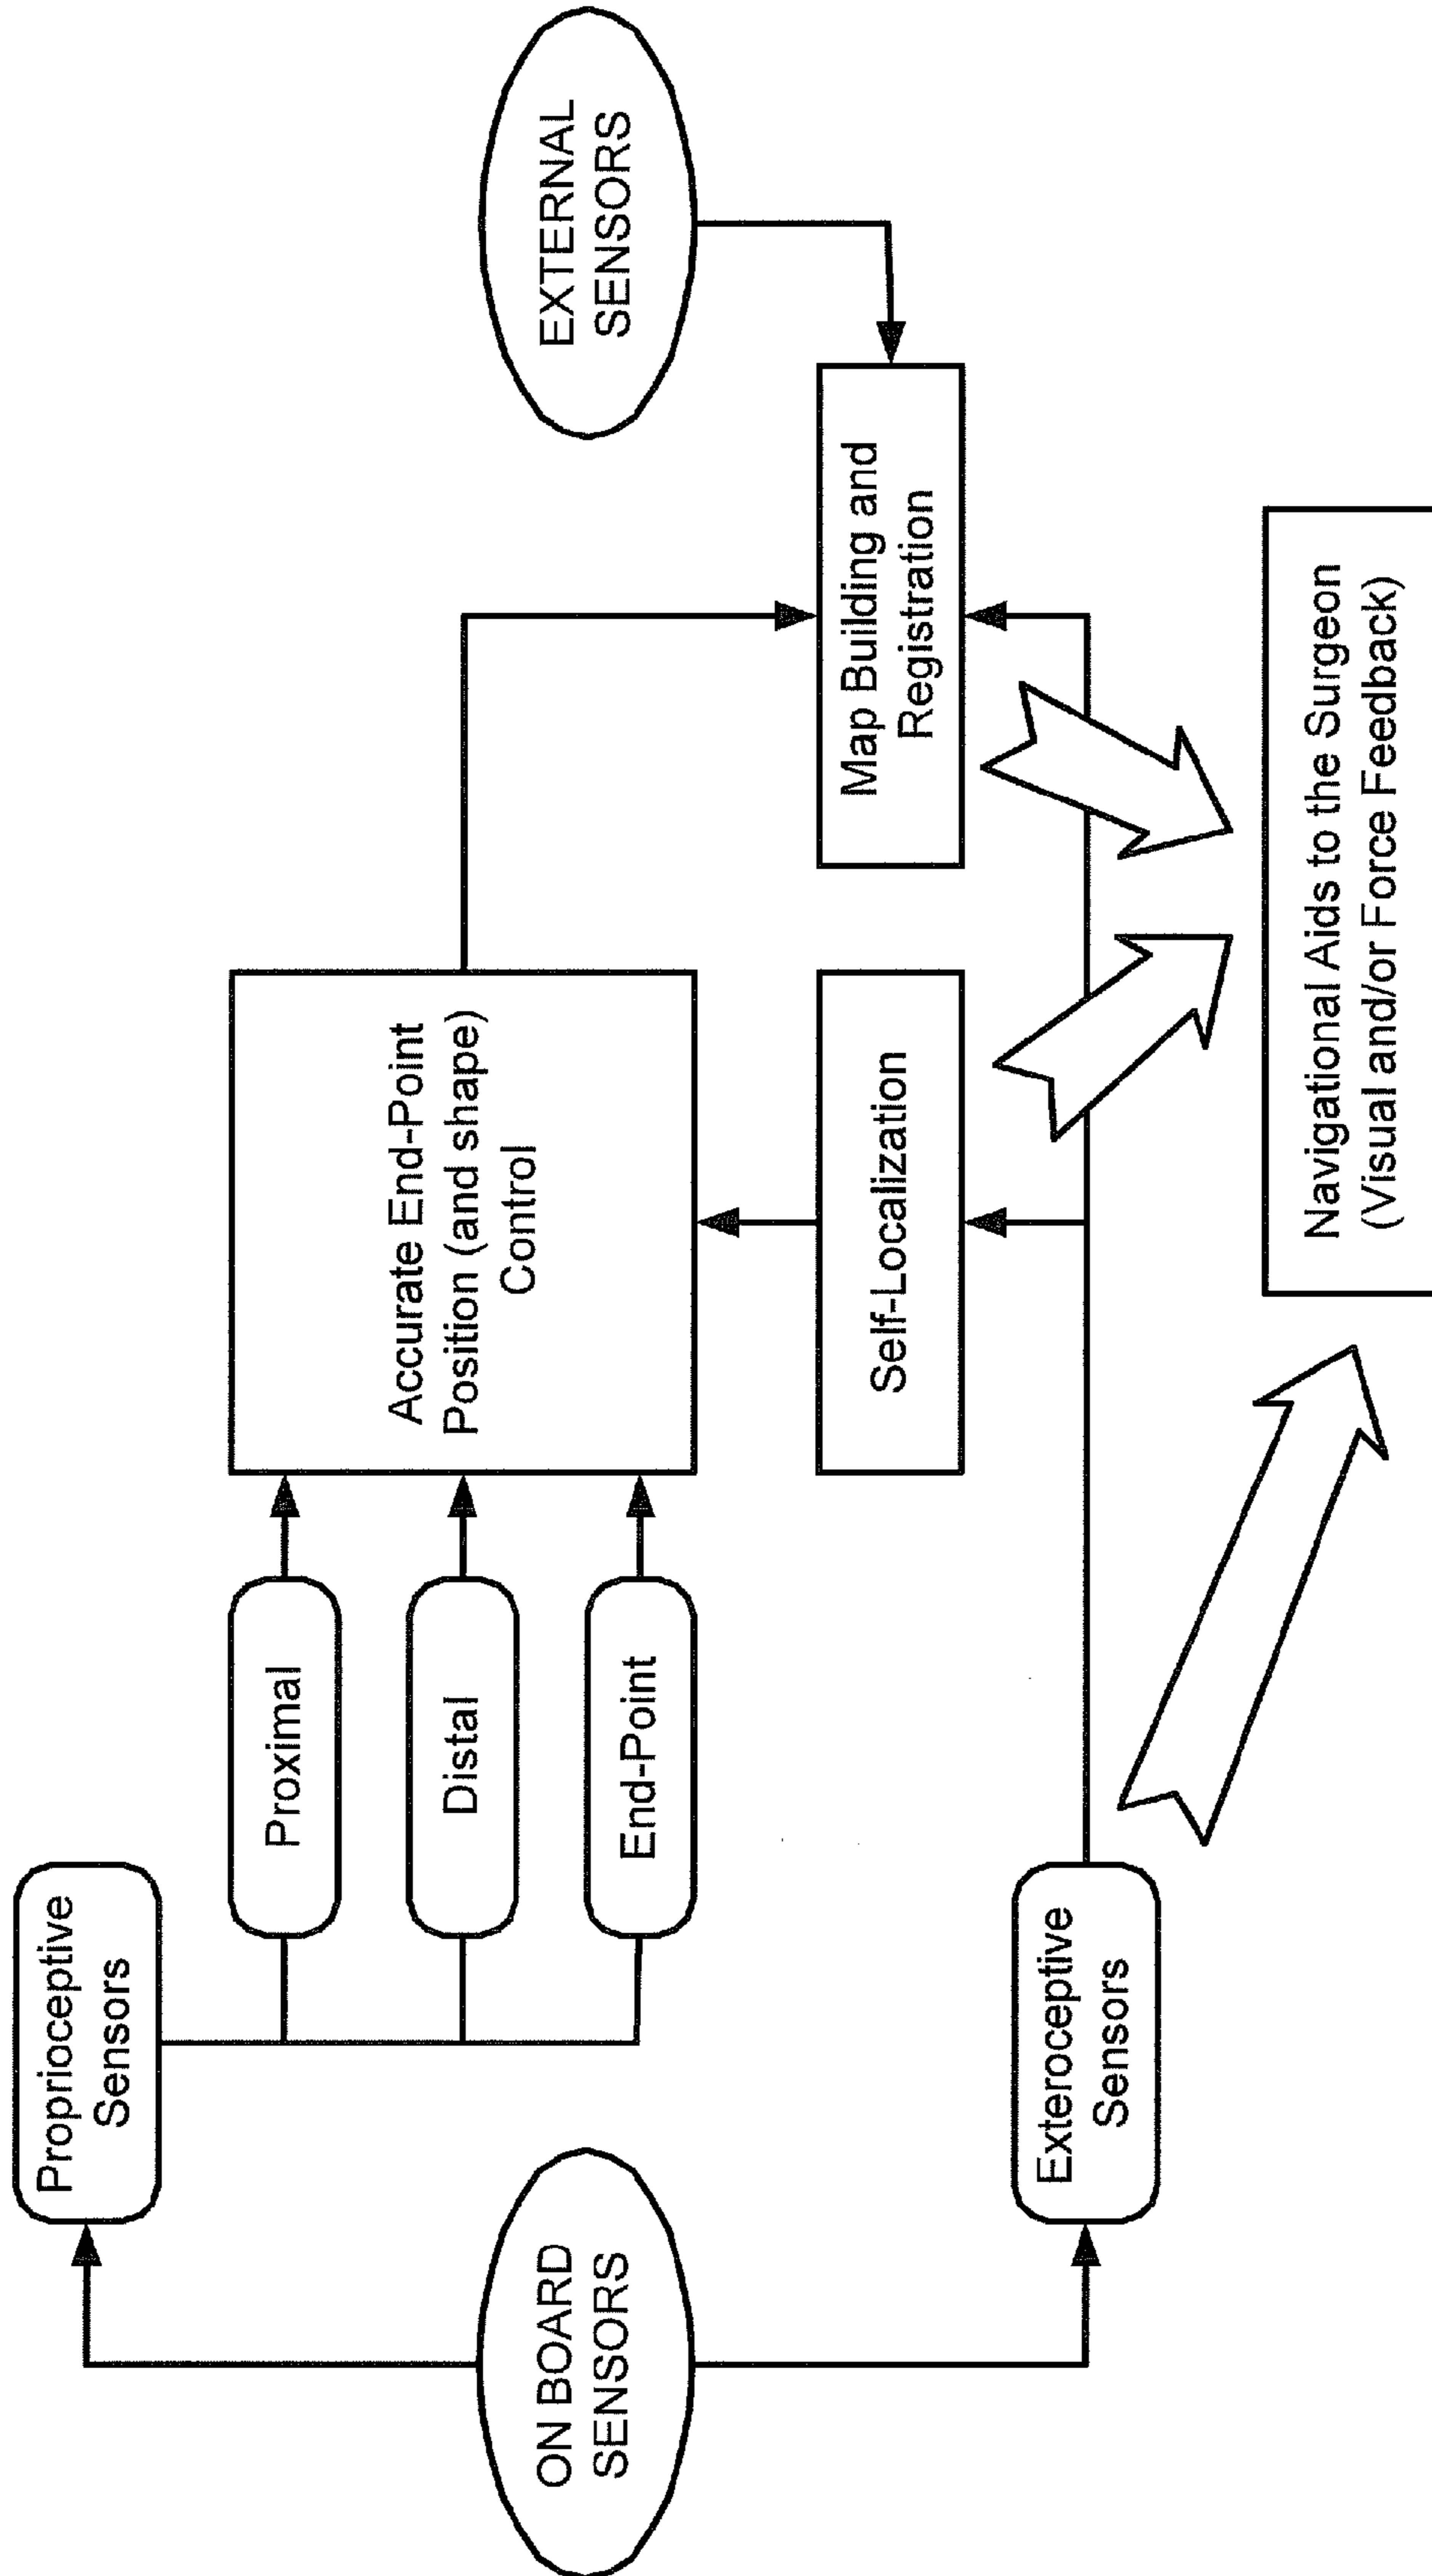 Proprioceptive
Sensors
Proximal
Distal
End-Point
Accurate End-Point
Position (and shape)
Control
ON BOARD
SENSORS
EXTERNAL
SENSORS
Self-Localization
Map Building and
Registration
Exteroceptive
Sensors
Navigational Aids to the Surgeon
(Visual and/or Force Feedback)